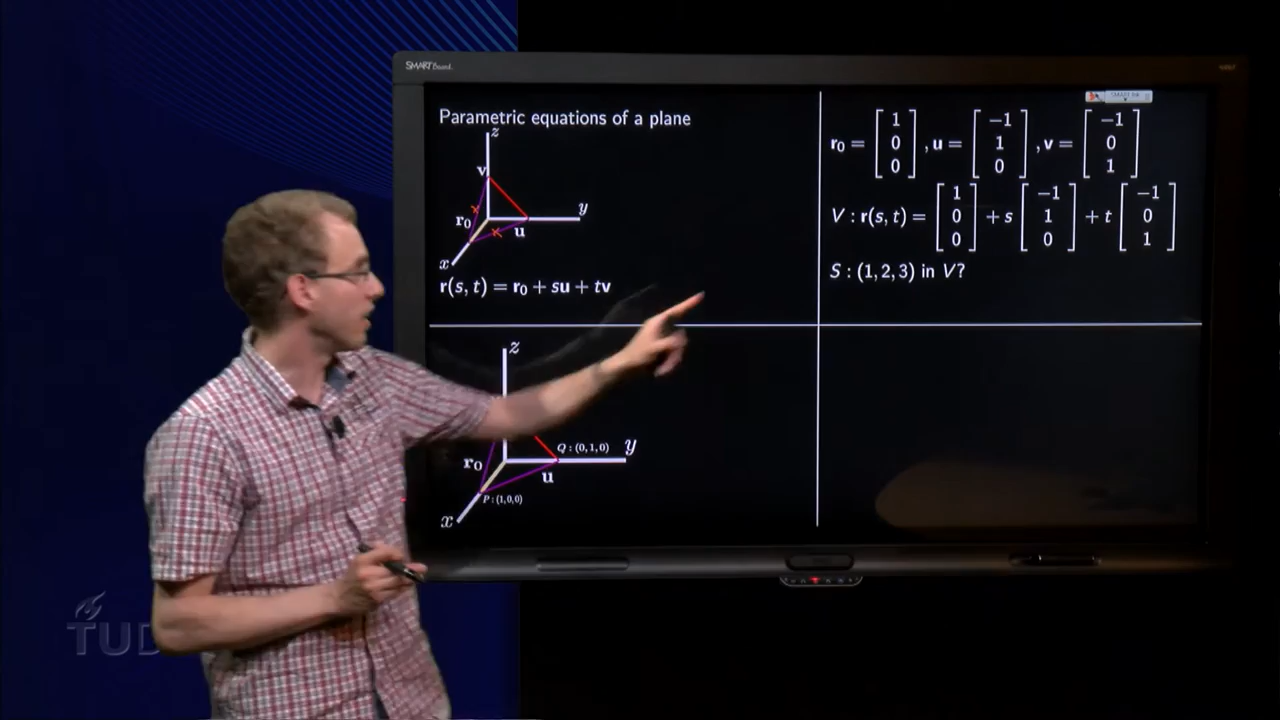 SMART Board
Parametric equations of a plane
z
v
y
r₀
u
x
r(s, t) = r₀ + su + tv
z
Q : (0, 1, 0)
y
r₀
u
P : (1, 0, 0)
x
r₀ = [1 0 0], u = [−1 1 0], v = [−1 0 1]
V : r(s, t) = [1 0 0] + s [−1 1 0] + t [−1 0 1]
S : (1, 2, 3) in V?
TUD